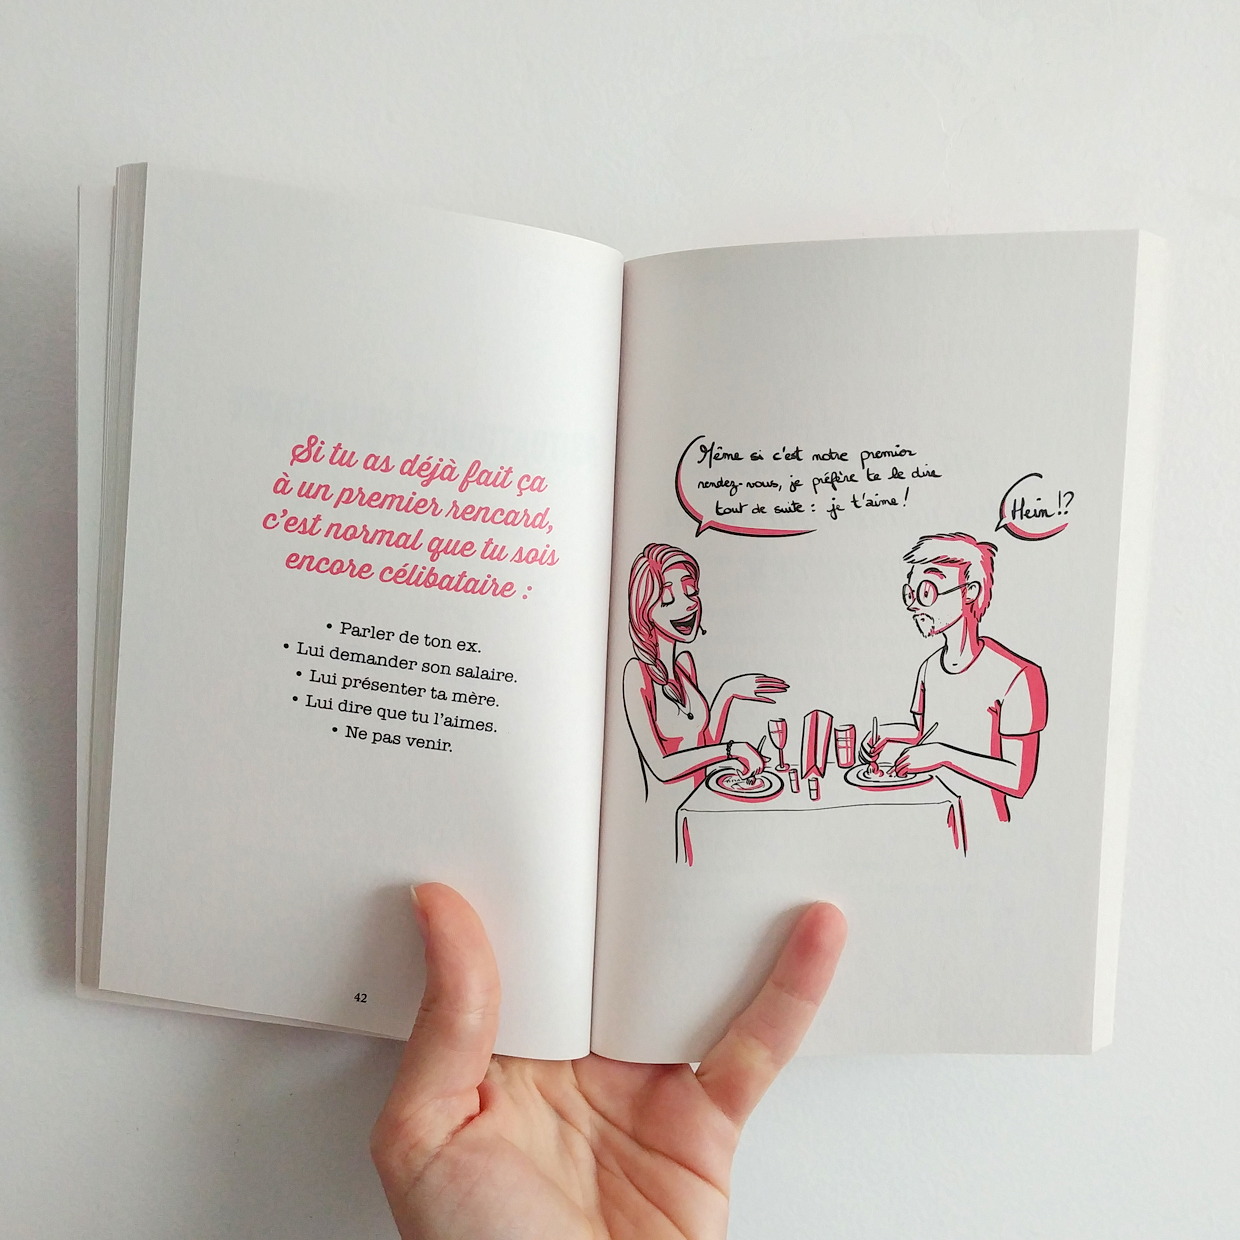 Si tu as déjà fait ça
à un premier rencard,
c'est normal que tu sois
encore célibataire :
• Parler de ton ex.
• Lui demander son salaire.
• Lui présenter ta mère.
• Lui dire que tu l'aimes.
• Ne pas venir.
42
Même si c'est notre premier
rendez-vous, je préfère te le dire
tout de suite : je t'aime !
Hein !?